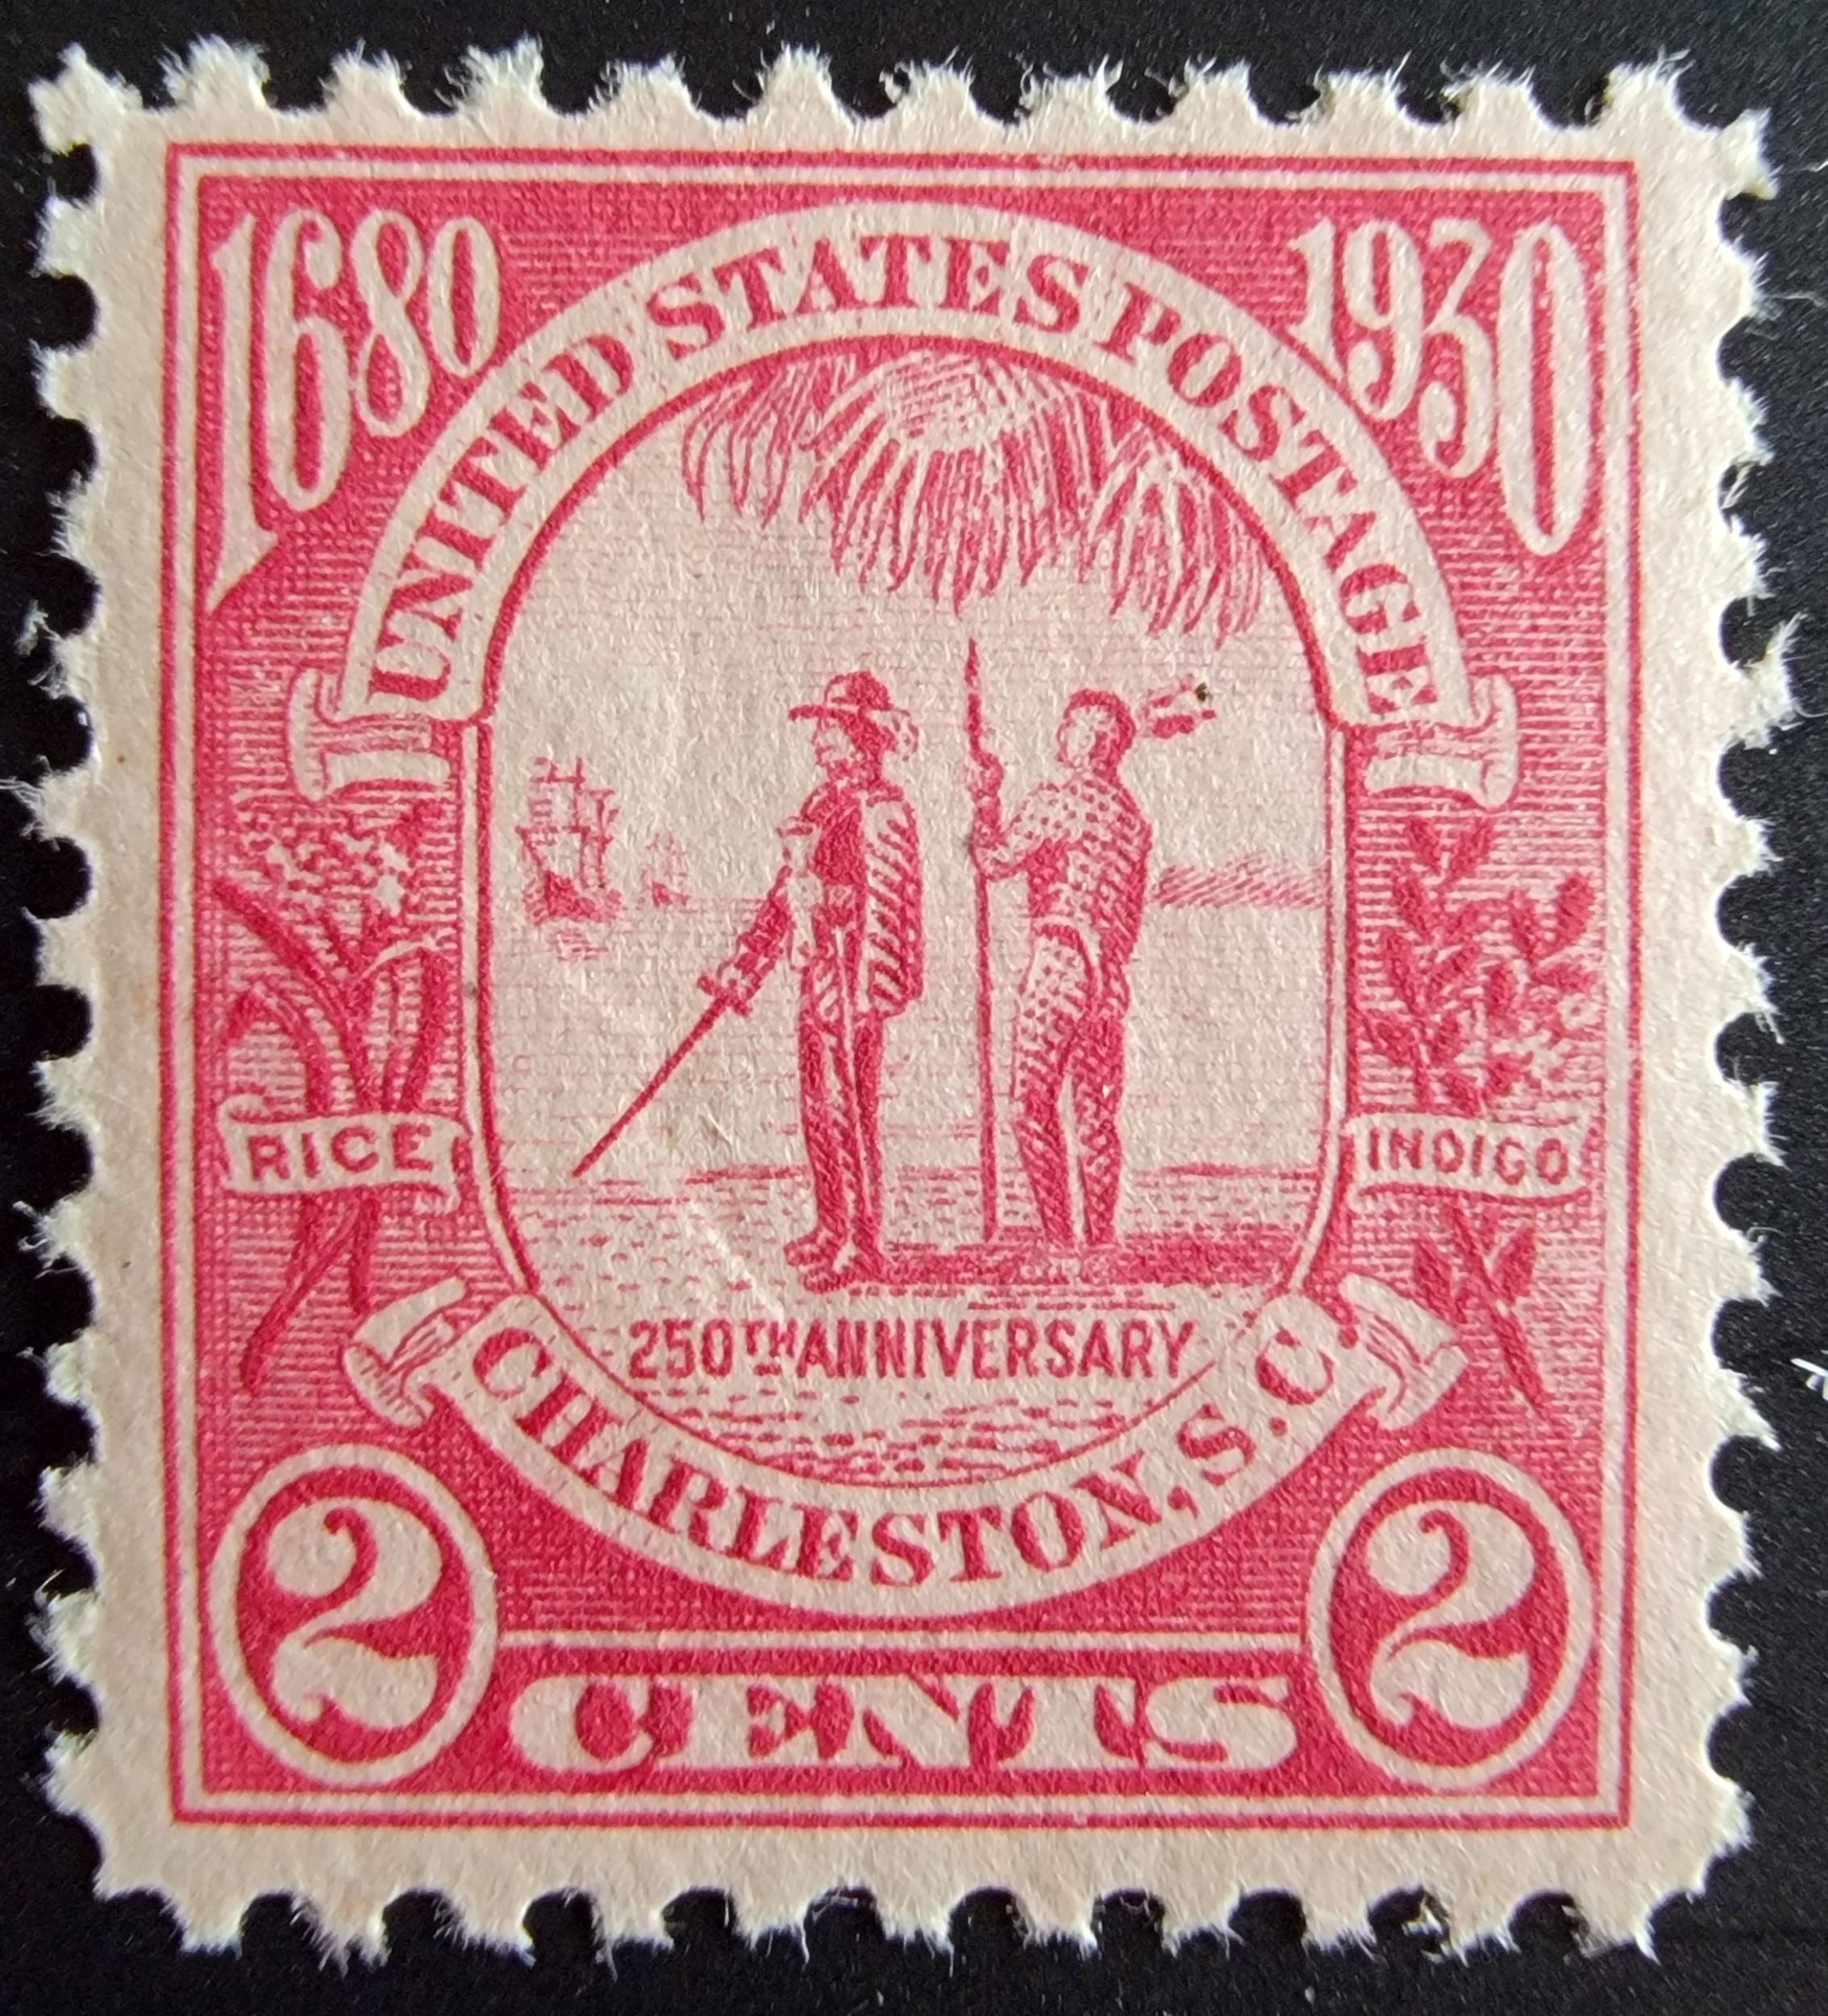 1680 1930
UNITED STATES POSTAGE
RICE INDIGO
250TH ANNIVERSARY
CHARLESTON, S.C.
2 CENTS 2